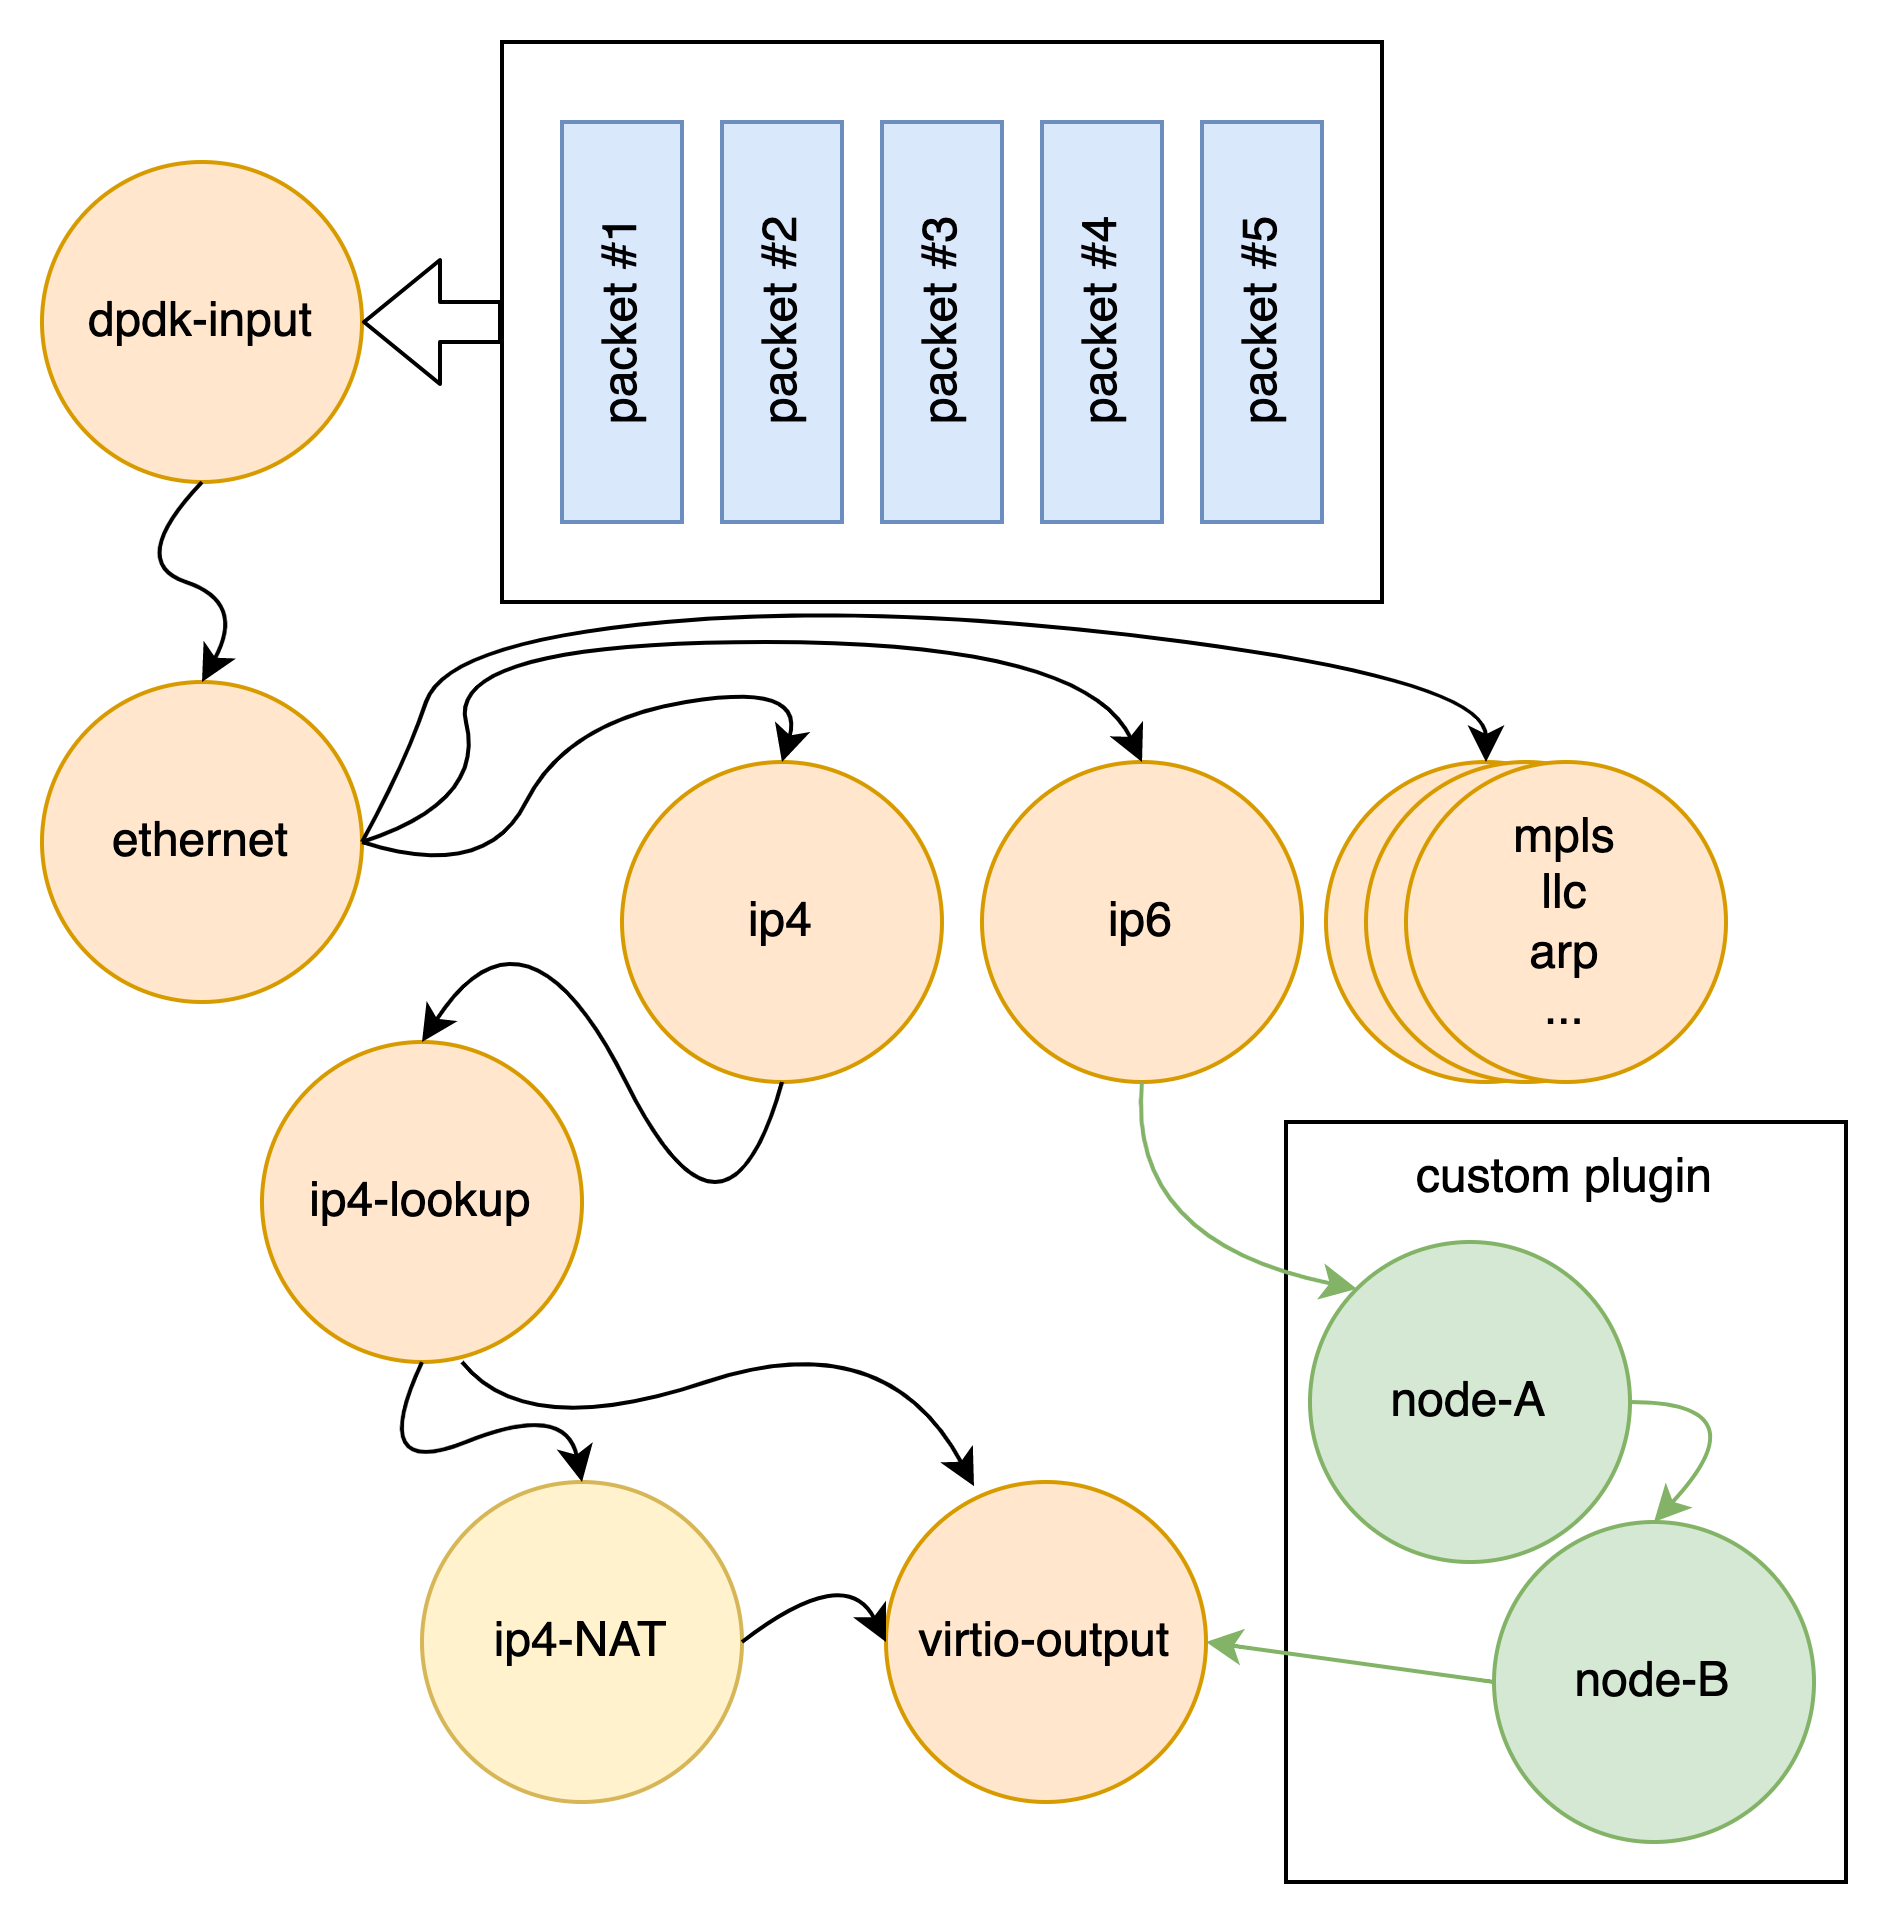 packet #1
packet #2
packet #3
packet #4
packet #5
dpdk-input
ethernet
ip4
ip6
mpls
llc
arp
...
ip4-lookup
custom plugin
node-A
ip4-NAT
virtio-output
node-B